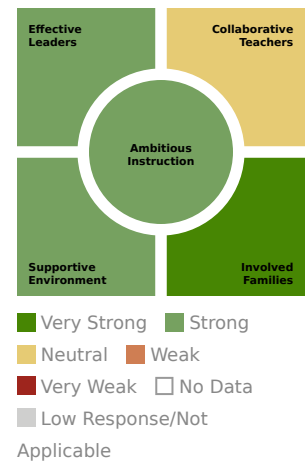 Effective
Leaders
Collaborative
Teachers
Ambitious
Instruction
Supportive
Environment
Involved
Families
Very Strong
Strong
Neutral
Weak
Very Weak
No Data
Low Response/Not
Applicable